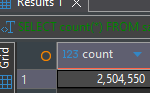 Results 1
SELECT count(*) FROM s
Grid
123 count
1
2,504,550